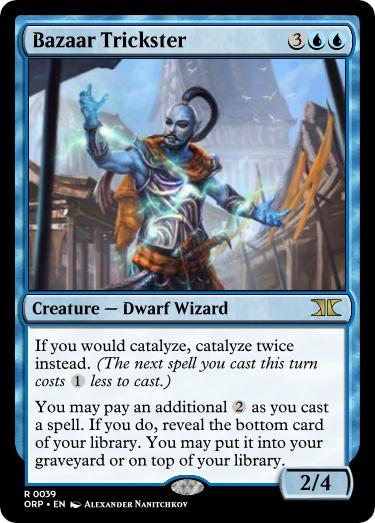 Bazaar Trickster 3
Creature — Dwarf Wizard
If you would catalyze, catalyze twice
instead. (The next spell you cast this turn
costs 1 less to cast.)
You may pay an additional 2 as you cast
a spell. If you do, reveal the bottom card
of your library. You may put it into your
graveyard or on top of your library.
2/4
R 0039
ORP • EN Alexander Nanitchkov